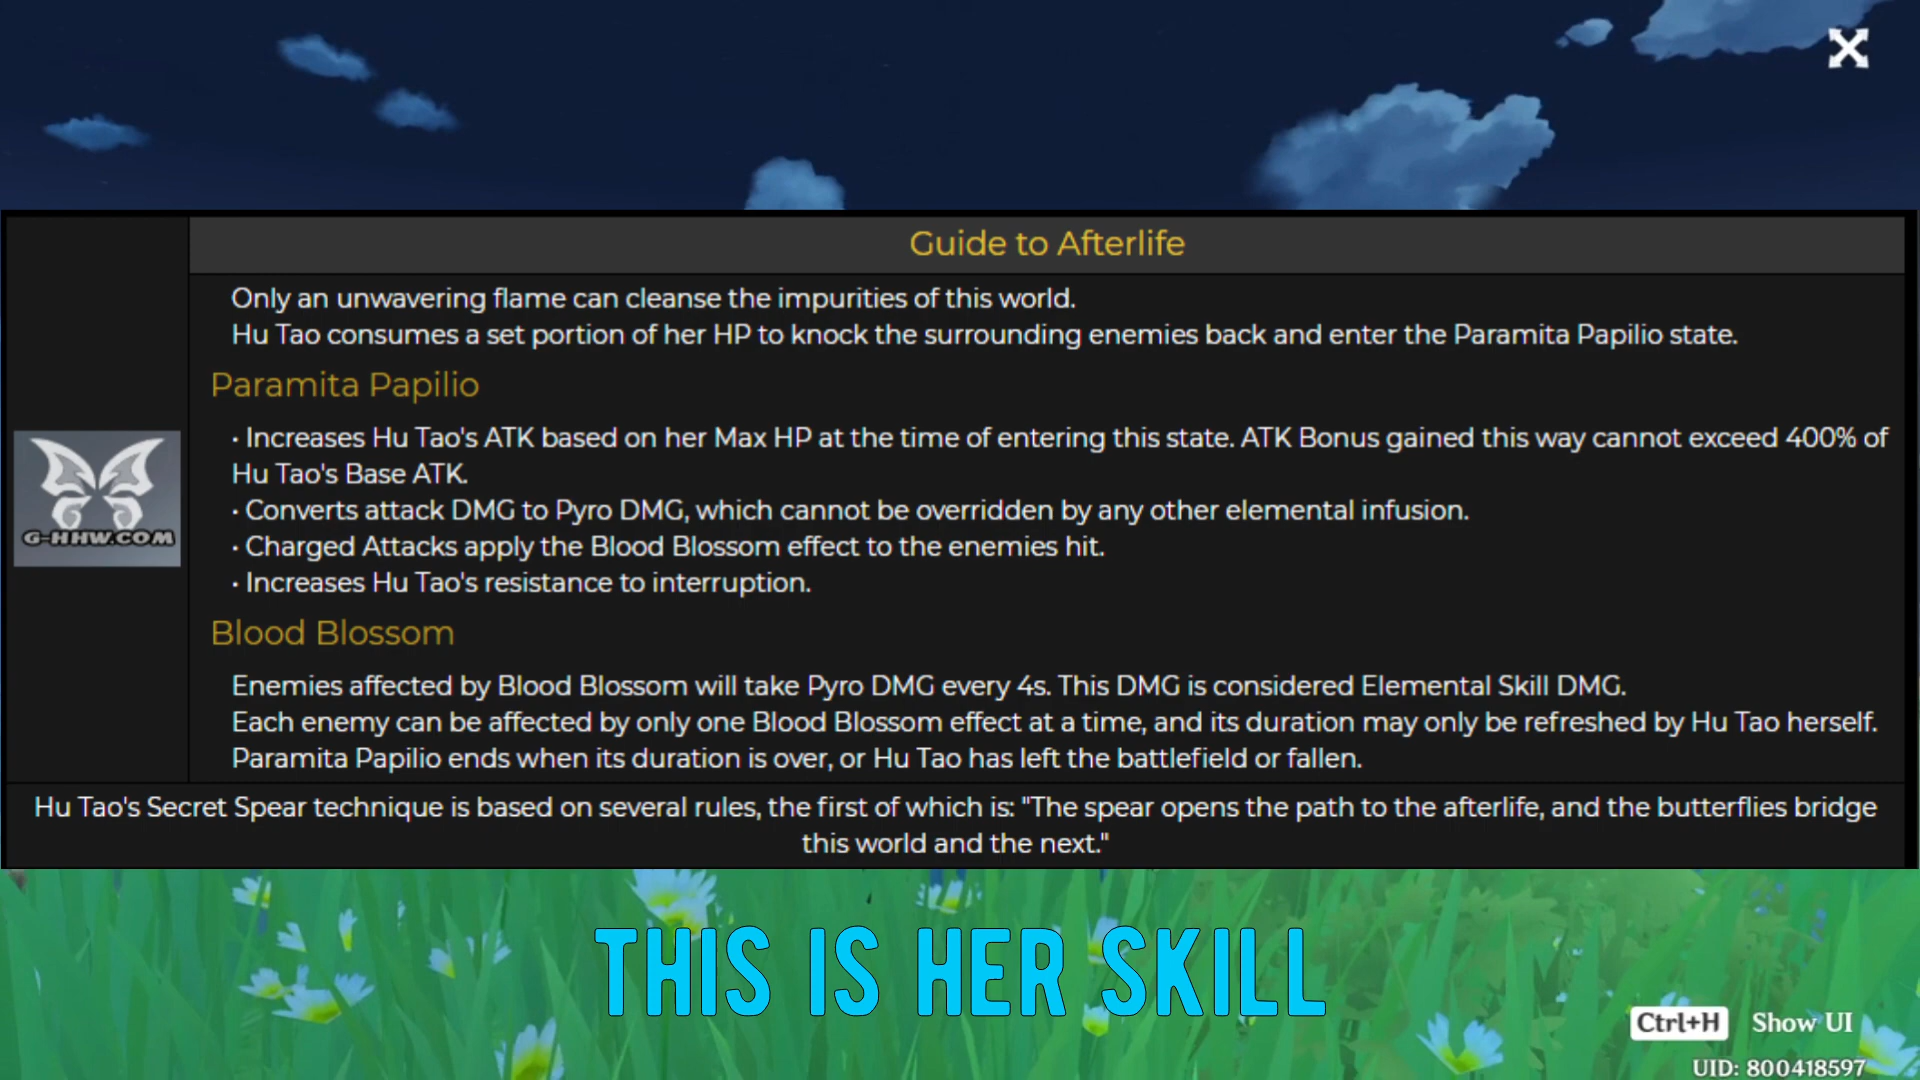 Guide to Afterlife
Only an unwavering flame can cleanse the impurities of this world.
Hu Tao consumes a set portion of her HP to knock the surrounding enemies back and enter the Paramita Papilio state.
Paramita Papilio
• Increases Hu Tao's ATK based on her Max HP at the time of entering this state. ATK Bonus gained this way cannot exceed 400% of
Hu Tao's Base ATK.
• Converts attack DMG to Pyro DMG, which cannot be overridden by any other elemental infusion.
• Charged Attacks apply the Blood Blossom effect to the enemies hit.
• Increases Hu Tao's resistance to interruption.
G-HHW.COM
Blood Blossom
Enemies affected by Blood Blossom will take Pyro DMG every 4s. This DMG is considered Elemental Skill DMG.
Each enemy can be affected by only one Blood Blossom effect at a time, and its duration may only be refreshed by Hu Tao herself.
Paramita Papilio ends when its duration is over, or Hu Tao has left the battlefield or fallen.
Hu Tao's Secret Spear technique is based on several rules, the first of which is: "The spear opens the path to the afterlife, and the butterflies bridge
this world and the next."
THIS IS HER SKILL
Ctrl+H Show UI
UID: 800418597